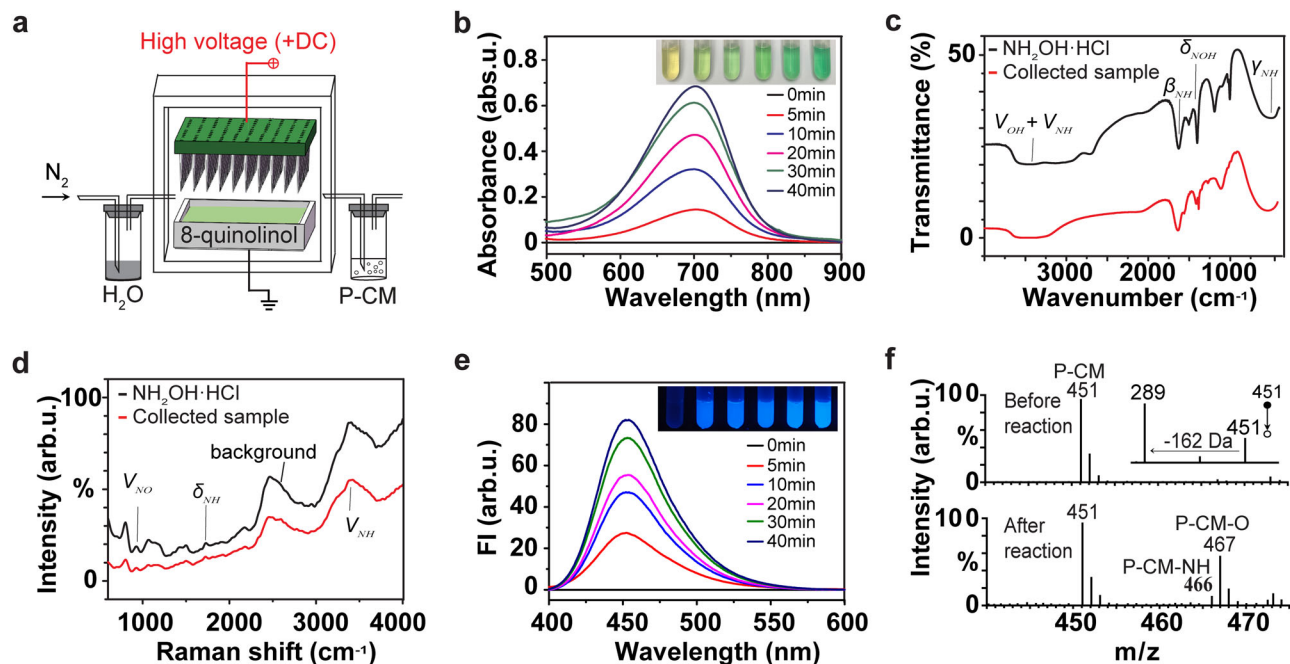 a
High voltage (+DC)
N₂
H₂O
8-quinolinol
P-CM
b
Absorbance (abs.u.)
0.8
0.6
0.4
0.2
0
0min
5min
10min
20min
30min
40min
500 600 700 800 900
Wavelength (nm)
c
Transmittance (%)
50
0
NH₂OH·HCl
Collected sample
δNOH
βNH
γNH
VOH + VNH
3000 2000 1000
Wavenumber (cm⁻¹)
d
Intensity (arb.u.)
100
%
0
NH₂OH·HCl
Collected sample
background
VNO
δNH
VNH
1000 2000 3000 4000
Raman shift (cm⁻¹)
e
FI (arb.u.)
80
60
40
20
0
0min
5min
10min
20min
30min
40min
400 450 500 550 600
Wavelength (nm)
f
Intensity (arb.u.)
P-CM
100
451
Before
reaction
%
0
289
451
451
-162 Da
100
451
After
reaction
%
0
P-CM-O
467
P-CM-NH
466
450 460 470
m/z